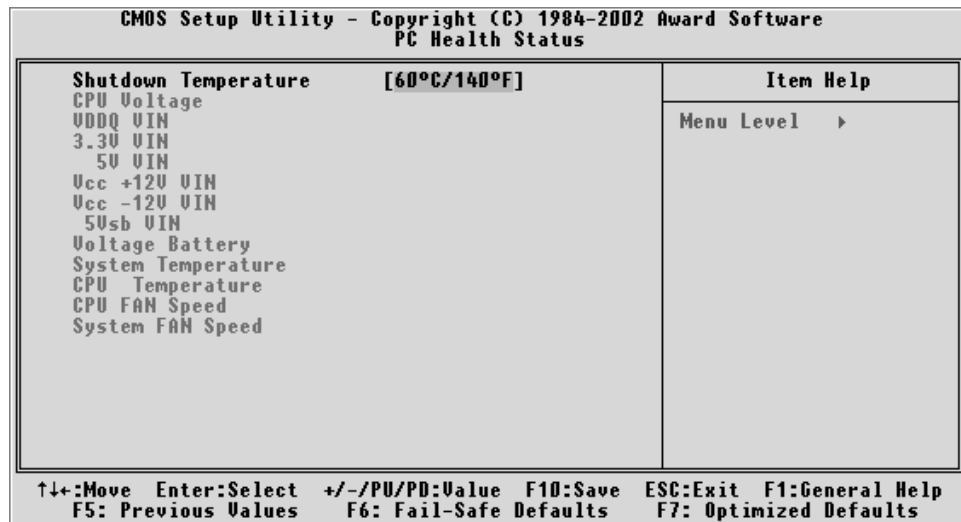 CMOS Setup Utility – Copyright (C) 1984–2002 Award Software
PC Health Status
Shutdown Temperature [60°C/140°F]
CPU Voltage
VDDQ VIN
3.3V VIN
5V VIN
Vcc +12V VIN
Vcc -12V VIN
5Vsb VIN
Voltage Battery
System Temperature
CPU Temperature
CPU FAN Speed
System FAN Speed
Item Help
Menu Level ▸
↑↓←:Move Enter:Select +/-/PU/PD:Value F10:Save ESC:Exit F1:General Help
F5: Previous Values F6: Fail-Safe Defaults F7: Optimized Defaults